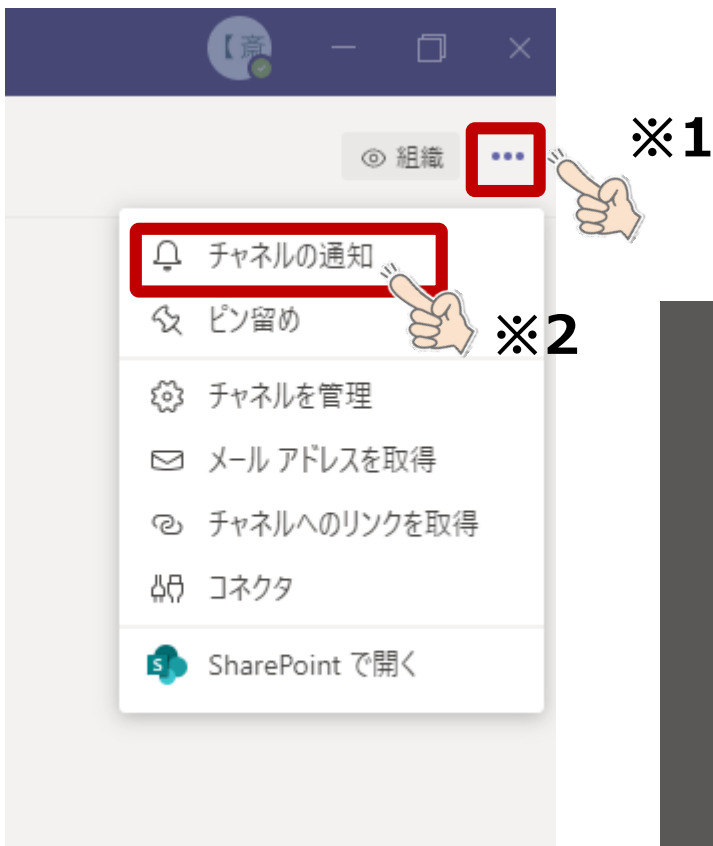 【斎
組織
※1
チャネルの通知
ピン留め
※2
チャネルを管理
メール アドレスを取得
チャネルへのリンクを取得
コネクタ
SharePoint で開く